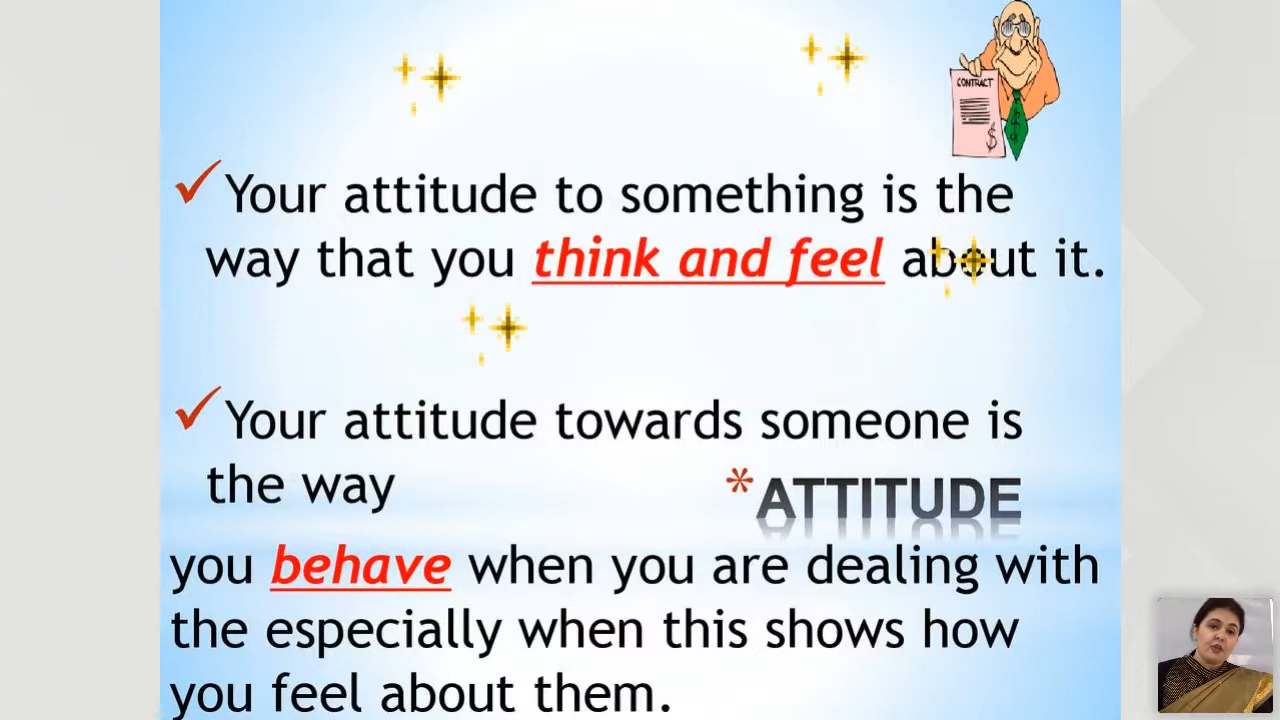 CONTRACT
$
✓Your attitude to something is the
way that you think and feel about it.
✓Your attitude towards someone is
the way
*ATTITUDE
you behave when you are dealing with
the especially when this shows how
you feel about them.